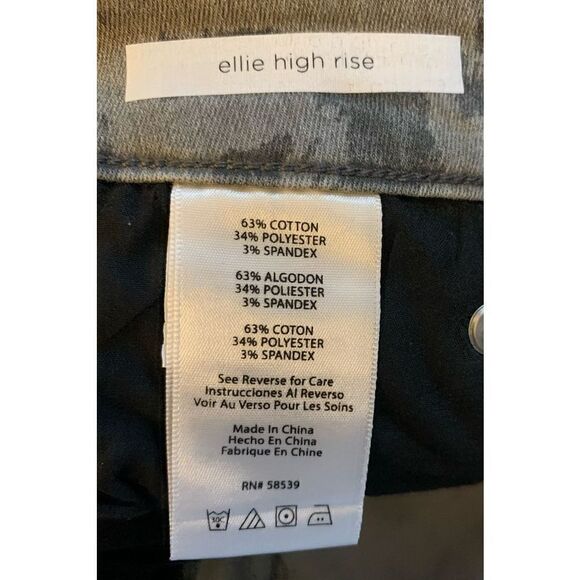 ellie high rise
63% COTTON
34% POLYESTER
3% SPANDEX
63% ALGODON
34% POLIESTER
3% SPANDEX
63% COTON
34% POLYESTER
3% SPANDEX
See Reverse for Care
Instrucciones Al Reverso
Voir Au Verso Pour Les Soins
Made In China
Hecho En China
Fabrique En Chine
RN# 58539
30C